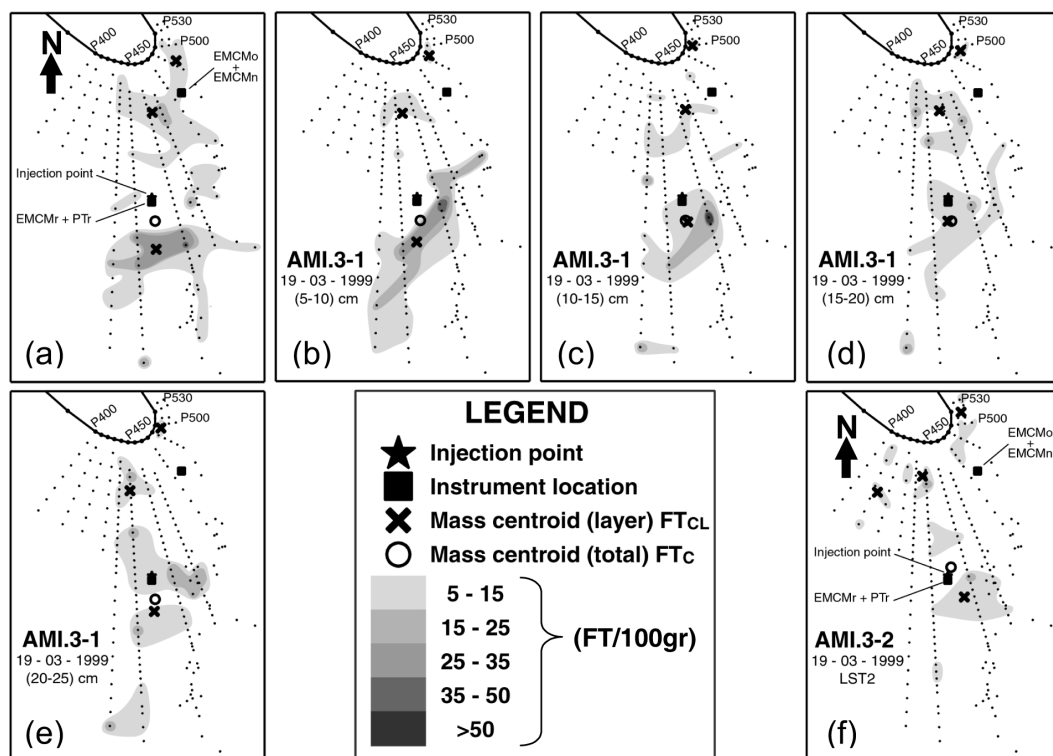 N
P400
P450
P530
P500
EMCMo
+
EMCMn
Injection point
EMCMr + PTr
(a)
P400
P450
P530
P500
AMI.3-1
19 - 03 - 1999
(5-10) cm
(b)
P400
P450
P530
P500
AMI.3-1
19 - 03 - 1999
(10-15) cm
(c)
P400
P450
P530
P500
AMI.3-1
19 - 03 - 1999
(15-20) cm
(d)
P400
P450
P530
P500
AMI.3-1
19 - 03 - 1999
(20-25) cm
(e)
LEGEND
Injection point
Instrument location
Mass centroid (layer) FTCL
Mass centroid (total) FTC
5 - 15
15 - 25
25 - 35
35 - 50
>50
(FT/100gr)
N
P400
P450
P530
P500
EMCMo
+
EMCMn
Injection point
EMCMr + PTr
AMI.3-2
19 - 03 - 1999
LST2
(f)